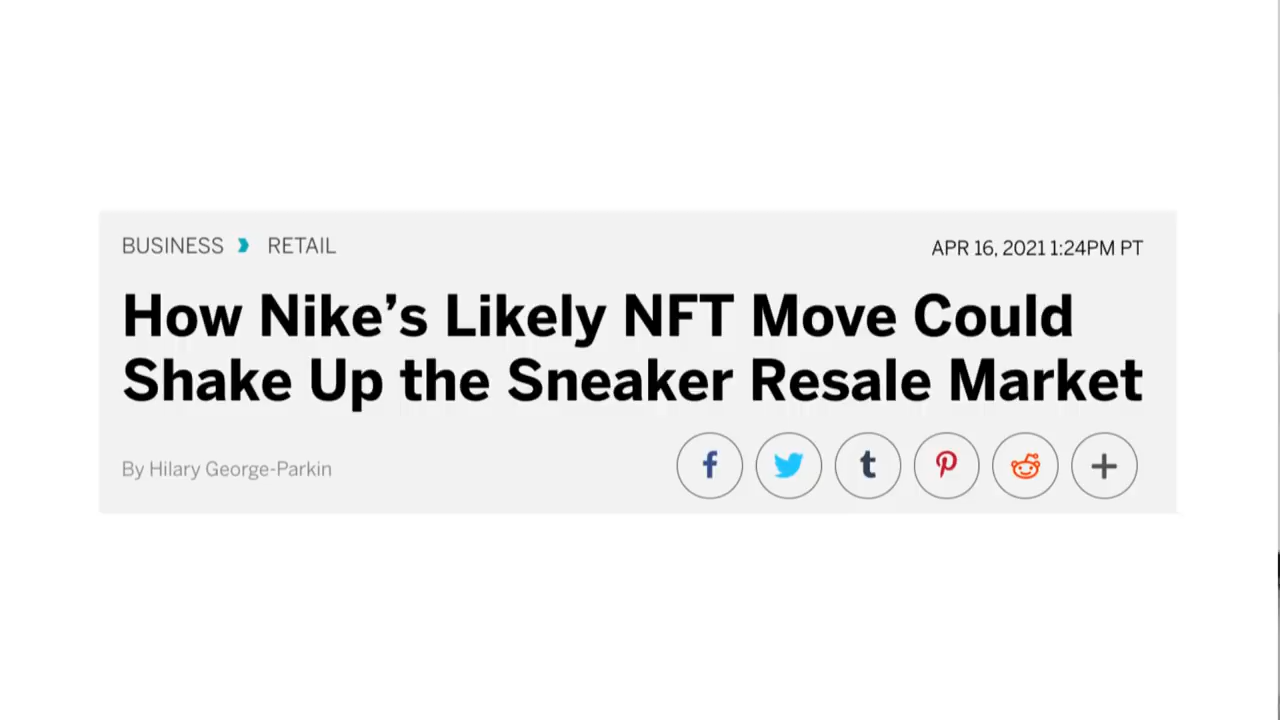 BUSINESS RETAIL
APR 16, 2021 1:24PM PT
How Nike’s Likely NFT Move Could
Shake Up the Sneaker Resale Market
By Hilary George-Parkin